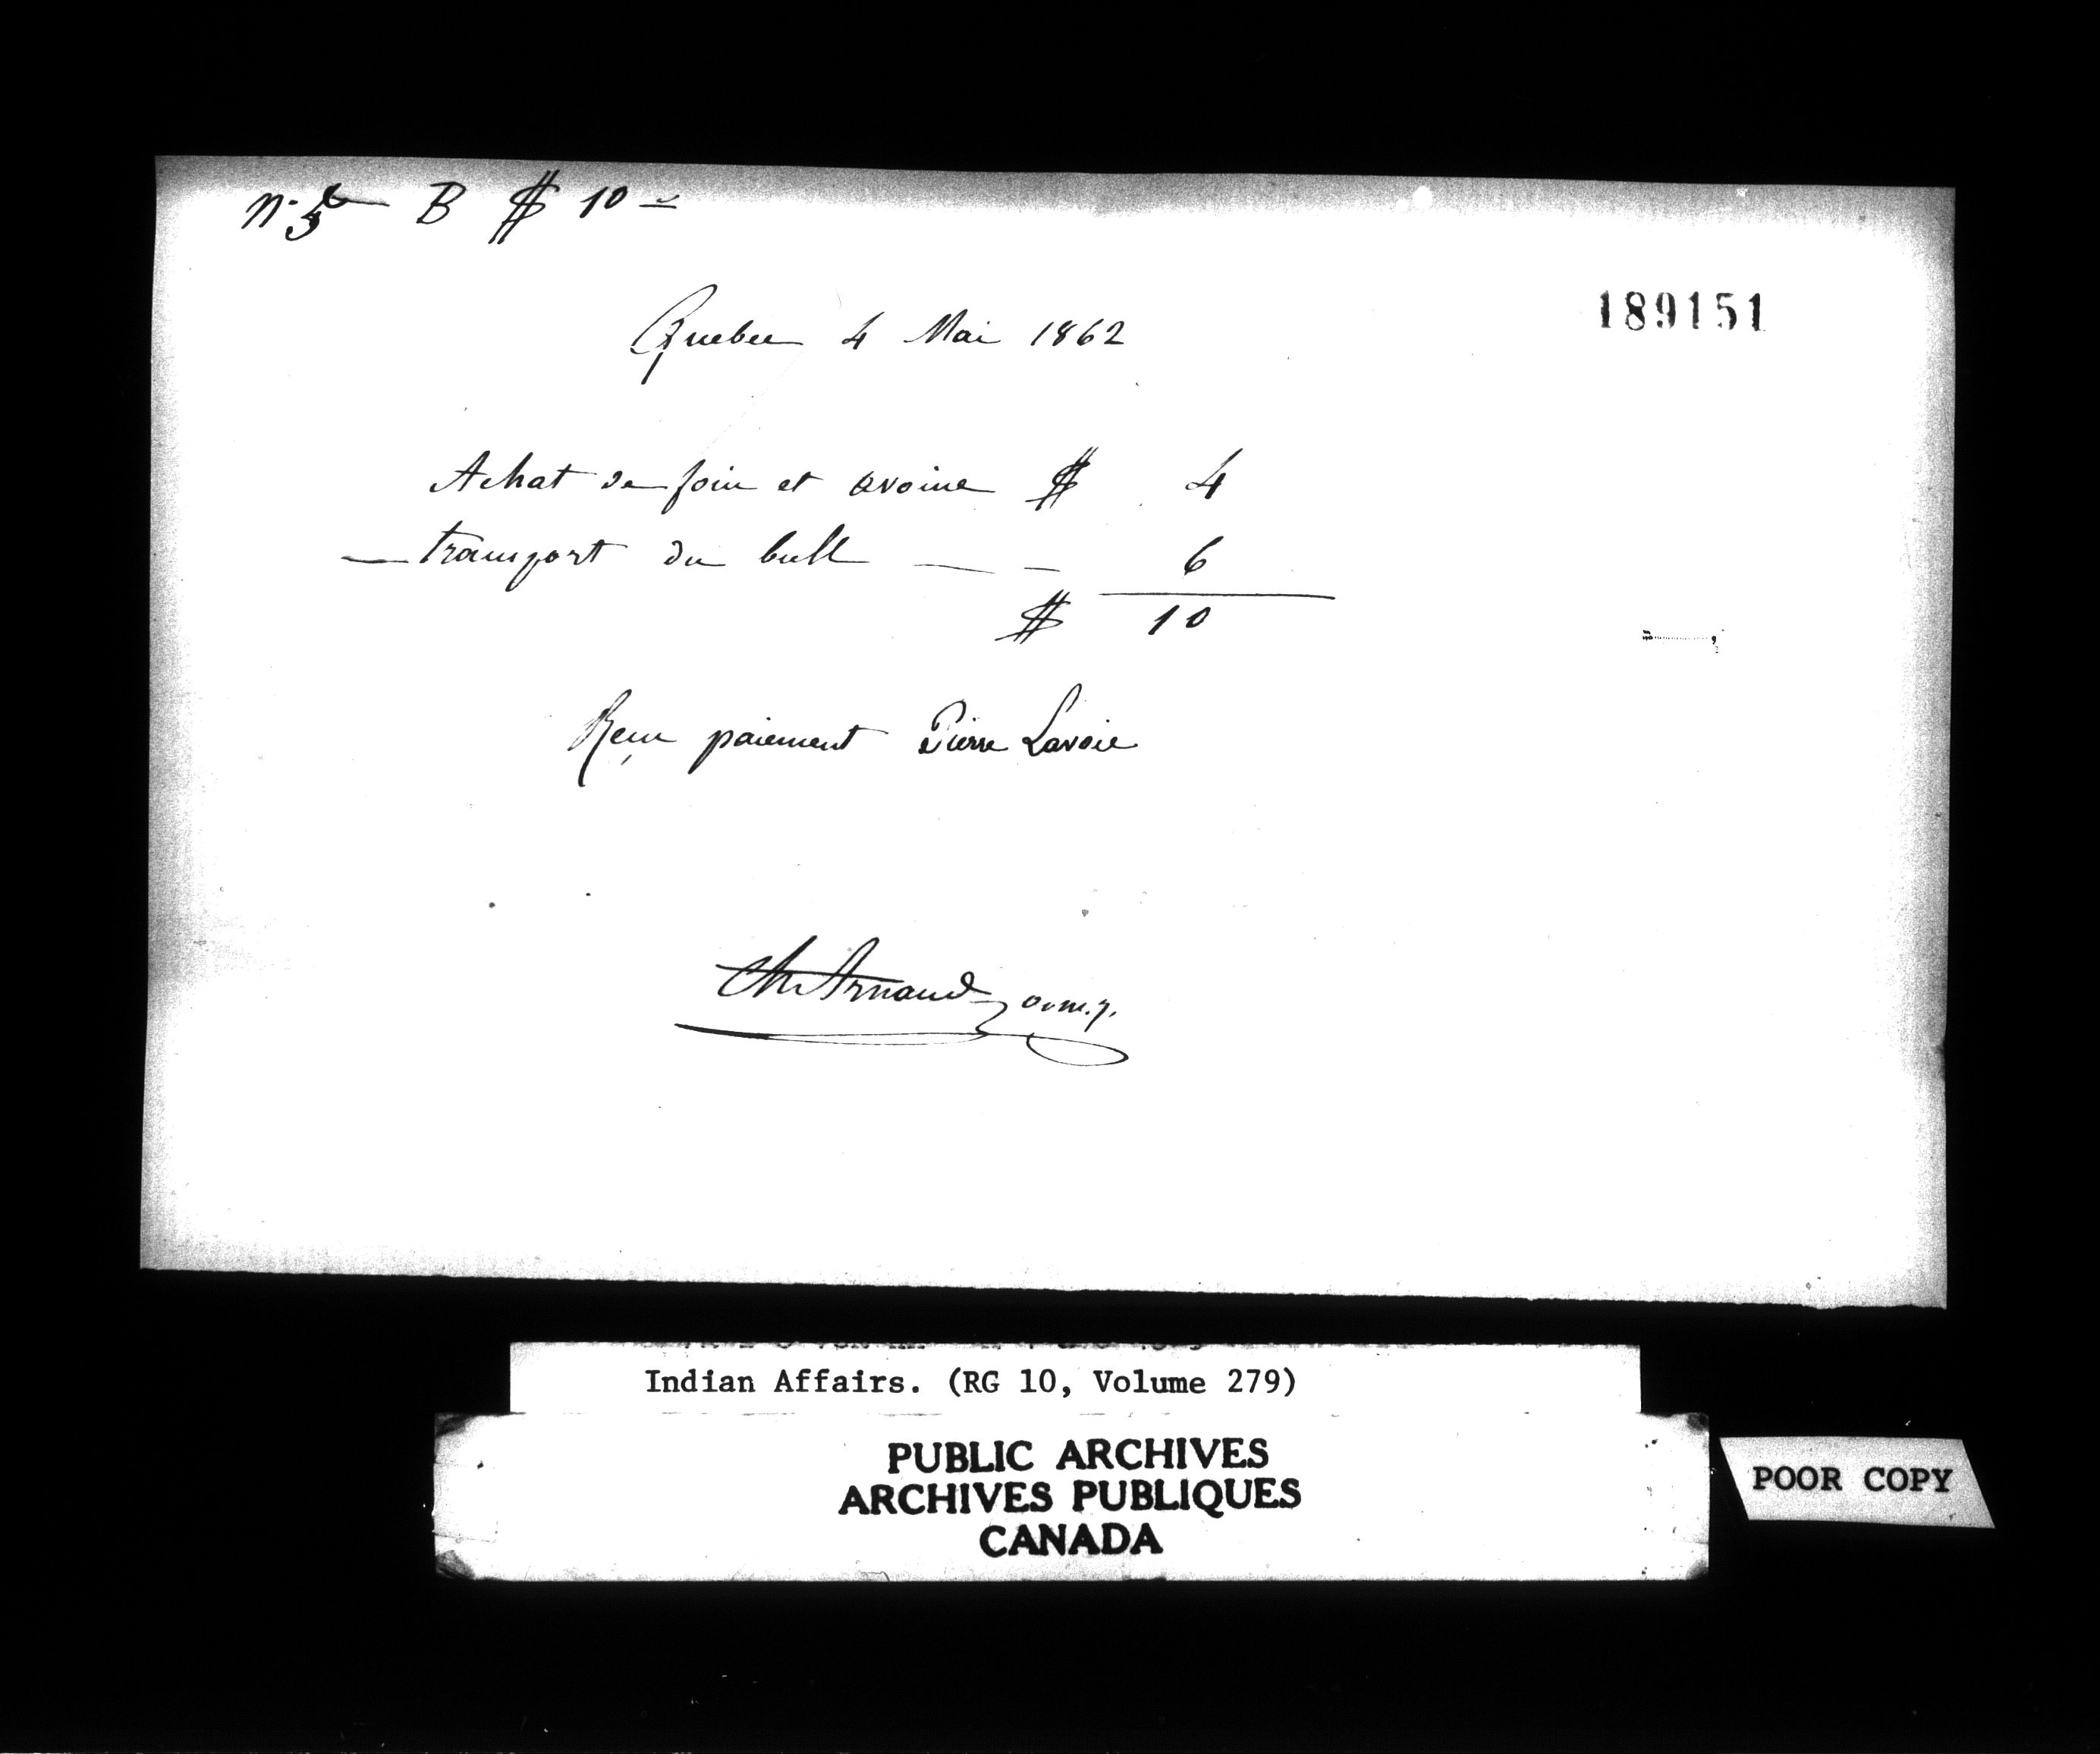 B $ 10 =
189151
Quebec 4 Mai 1862
Achat de foin et avoine $ 4
— transport du bull — — 6
$ 10
Reçu paiement Pierre Lavoie
Ch Arnaud
Indian Affairs. (RG 10, Volume 279)
PUBLIC ARCHIVES
ARCHIVES PUBLIQUES
CANADA
POOR COPY